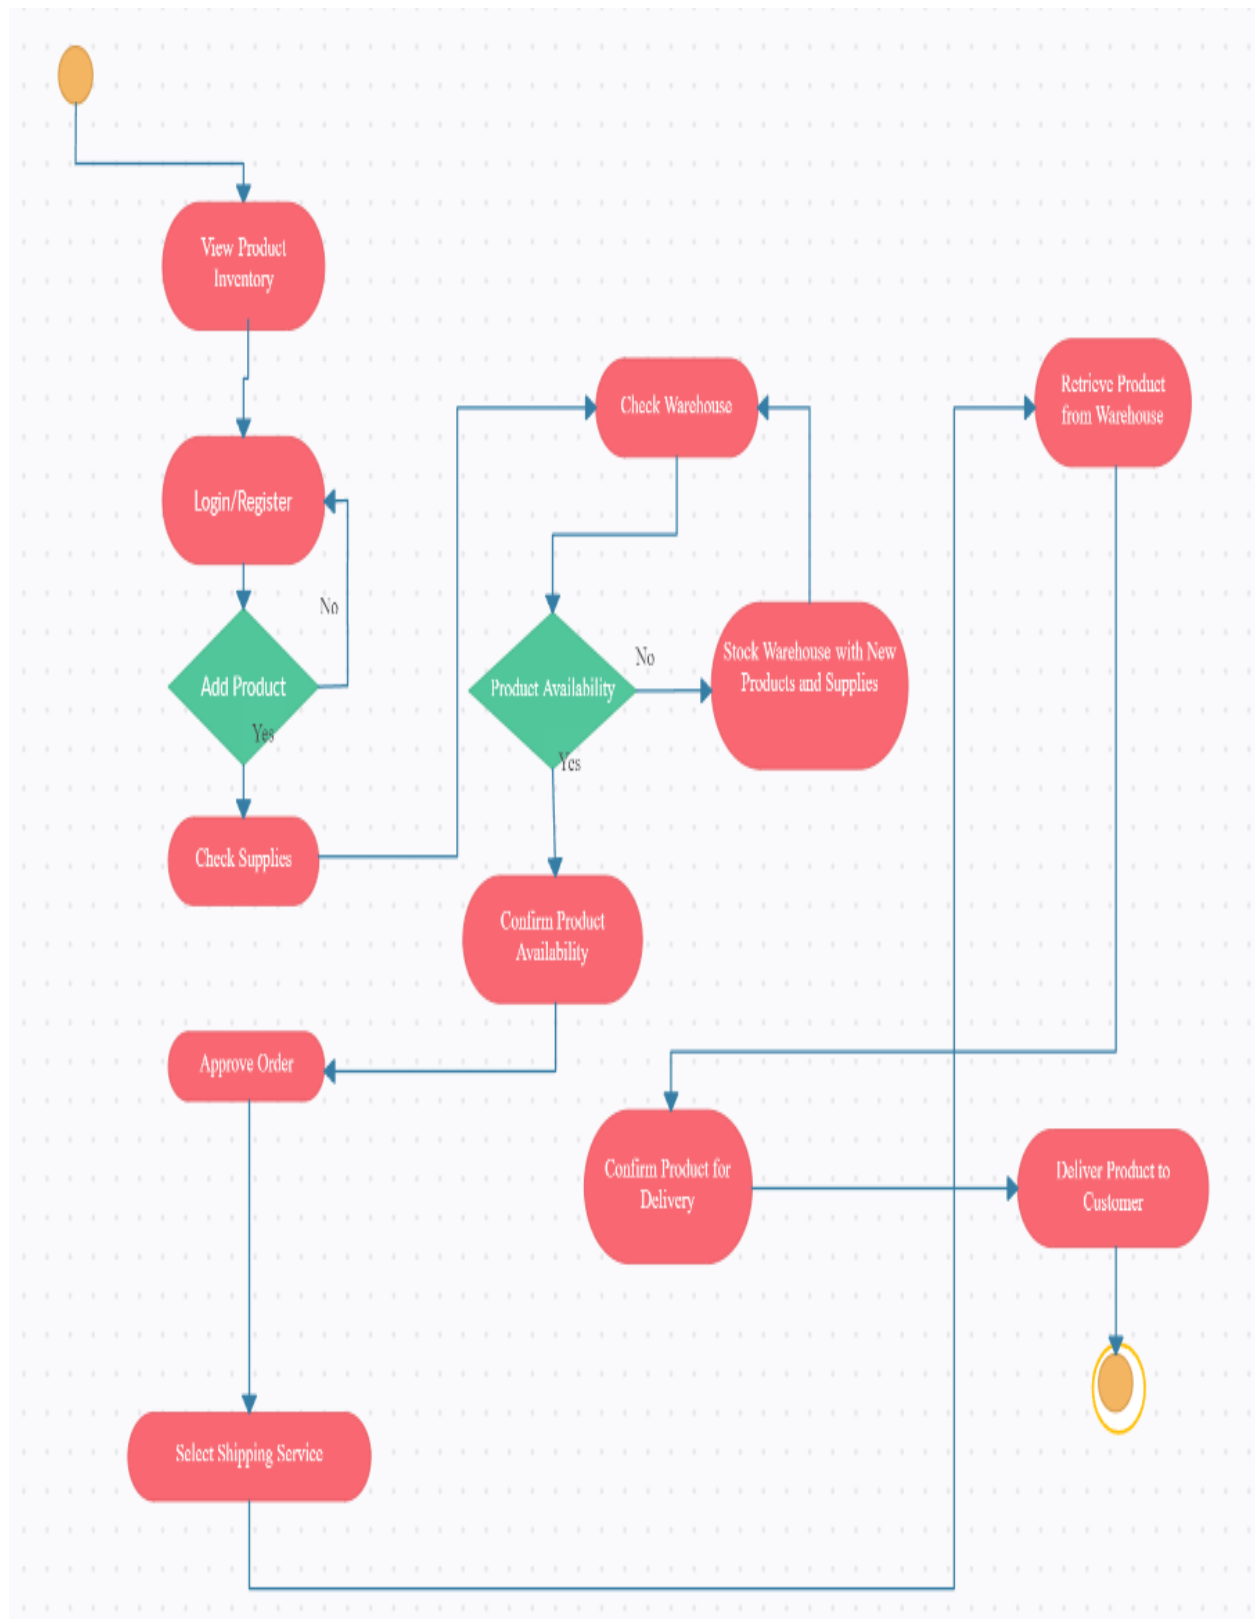 View Product
Inventory
Login/Register
No
Add Product
Yes
Check Supplies
Check Warehouse
Product Availability
No
Yes
Stock Warehouse with New
Products and Supplies
Confirm Product
Availability
Approve Order
Select Shipping Service
Retrieve Product
from Warehouse
Confirm Product for
Delivery
Deliver Product to
Customer